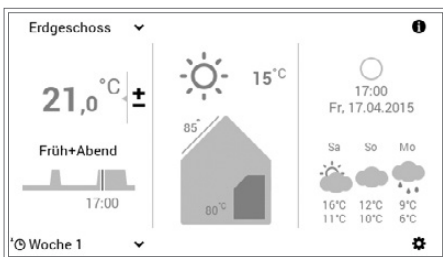 Erdgeschoss
21,0 °C ±
Früh+Abend
17:00
Woche 1
15°C
85°
00°C
17:00
Fr, 17.04.2015
Sa So Mo
16°C 12°C 9°C
11°C 10°C 6°C